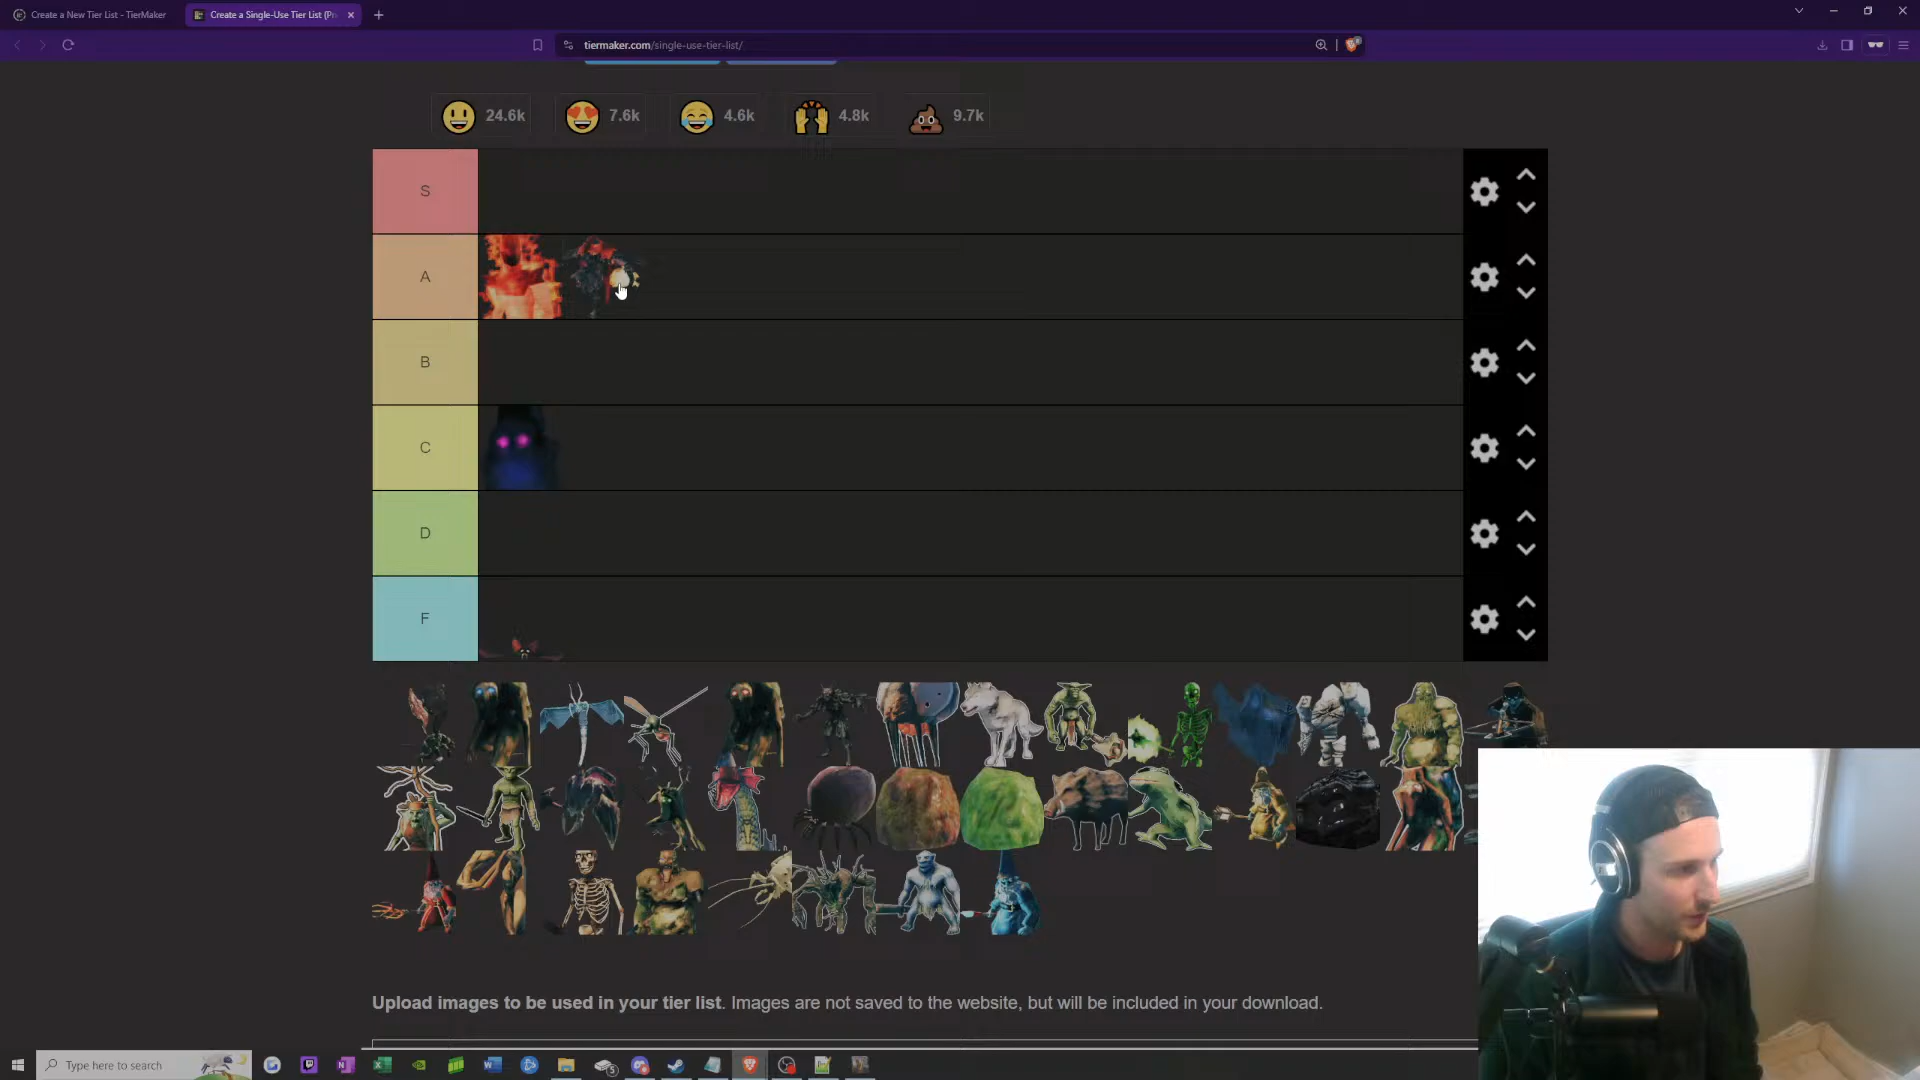 Create a New Tier List - TierMaker
Create a Single-Use Tier List (Pr
tiermaker.com/single-use-tier-list/
24.6k 7.6k 4.6k 4.8k 9.7k
S
A
B
C
D
F
Upload images to be used in your tier list. Images are not saved to the website, but will be included in your download.
Type here to search
5